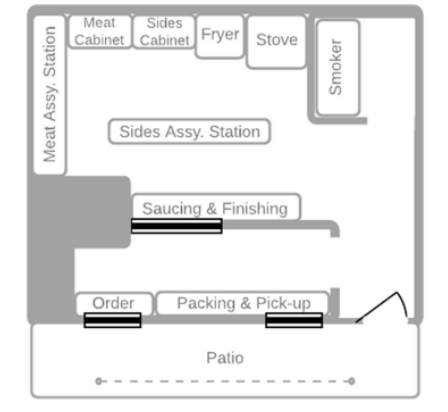 Meat
Cabinet
Sides
Cabinet
Fryer
Stove
Smoker
Meat Assy. Station
Sides Assy. Station
Saucing & Finishing
Order
Packing & Pick-up
Patio